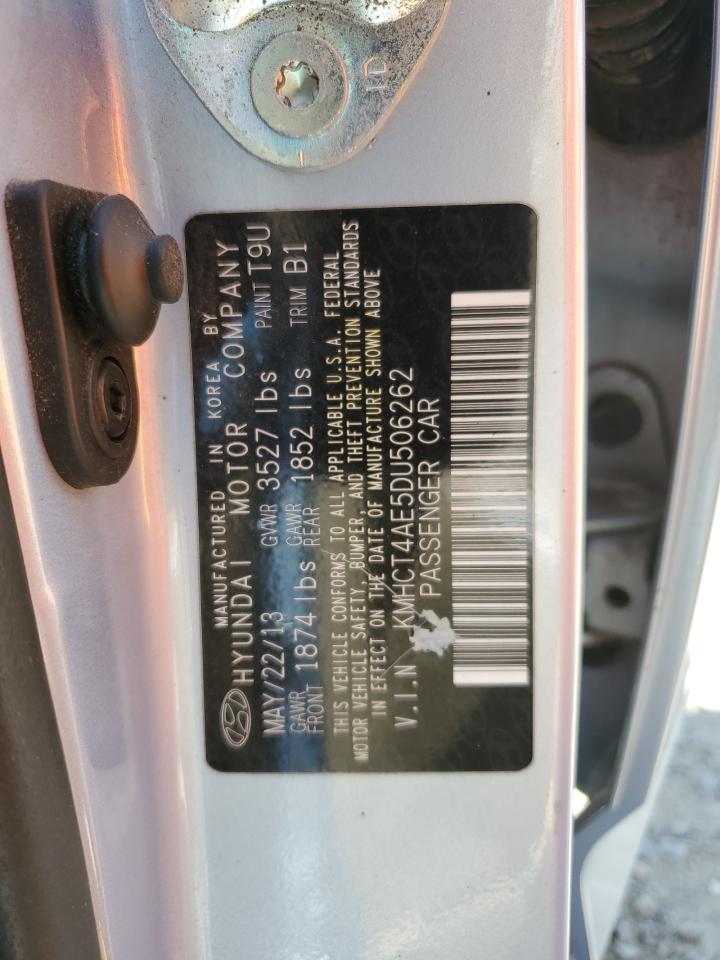 MANUFACTURED IN KOREA BY
HYUNDAI MOTOR COMPANY
MAY/22/13 GVWR 3527 lbs PAINT T9U
GAWR FRONT 1874 lbs GAWR REAR 1852 lbs TRIM B1
THIS VEHICLE CONFORMS TO ALL APPLICABLE U.S.A. FEDERAL
MOTOR VEHICLE SAFETY, BUMPER, AND THEFT PREVENTION STANDARDS
IN EFFECT ON THE DATE OF MANUFACTURE SHOWN ABOVE
V.I.N KMHCT4AE5DU506262
PASSENGER CAR